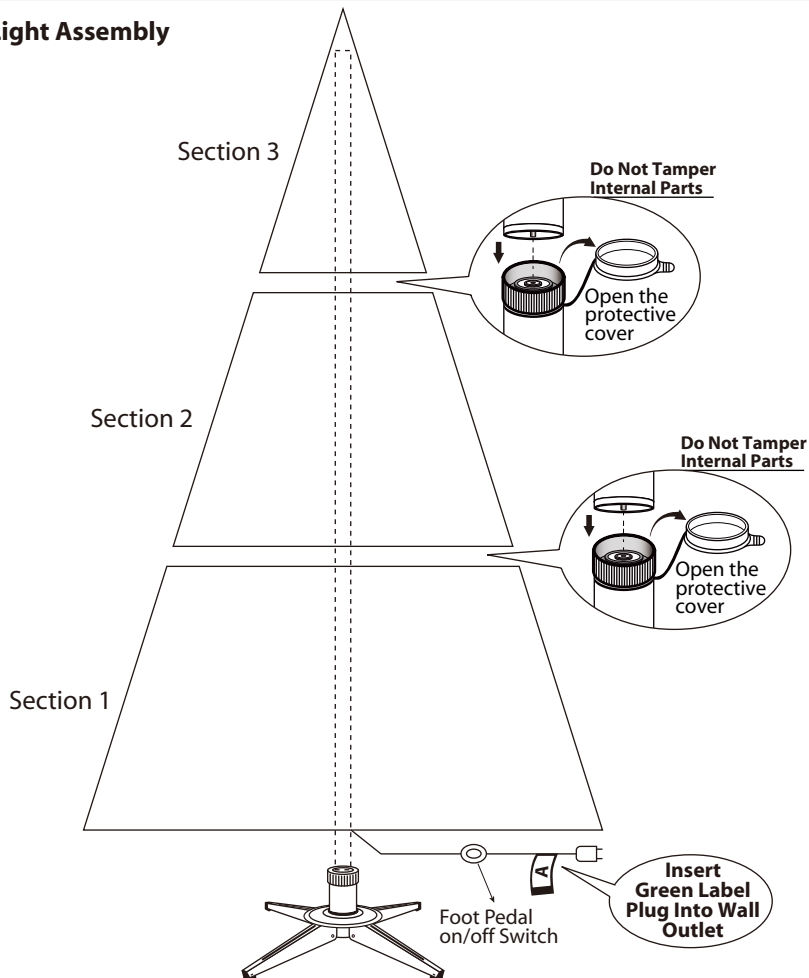 ight Assembly
Section 3
Do Not Tamper
Internal Parts
Open the
protective
cover
Section 2
Do Not Tamper
Internal Parts
Open the
protective
cover
Section 1
A
Insert
Green Label
Plug Into Wall
Outlet
Foot Pedal
on/off Switch